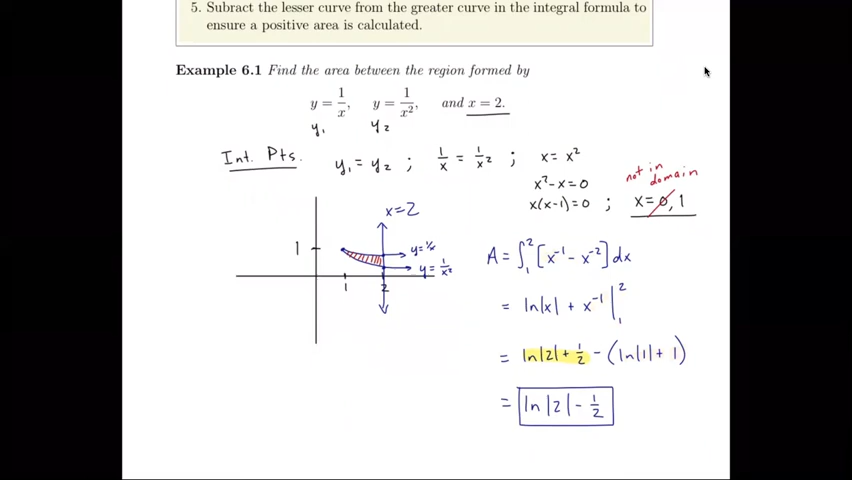 5. Subtract the lesser curve from the greater curve in the integral formula to
ensure a positive area is calculated.
Example 6.1 Find the area between the region formed by
y = 1/x, y = 1/x², and x = 2.
y₁ y₂
Int. Pts. y₁ = y₂ ; 1/x = 1/x² ; x = x²
x² - x = 0
x(x-1) = 0 ; x = 0, 1
not in
domain
x=2
1
y = 1/x
y = 1/x²
1 2
A = ∫₁² [x⁻¹ - x⁻²] dx
= ln|x| + x⁻¹ |₁²
= ln|2| + 1/2 - (ln|1| + 1)
= ln|2| - 1/2